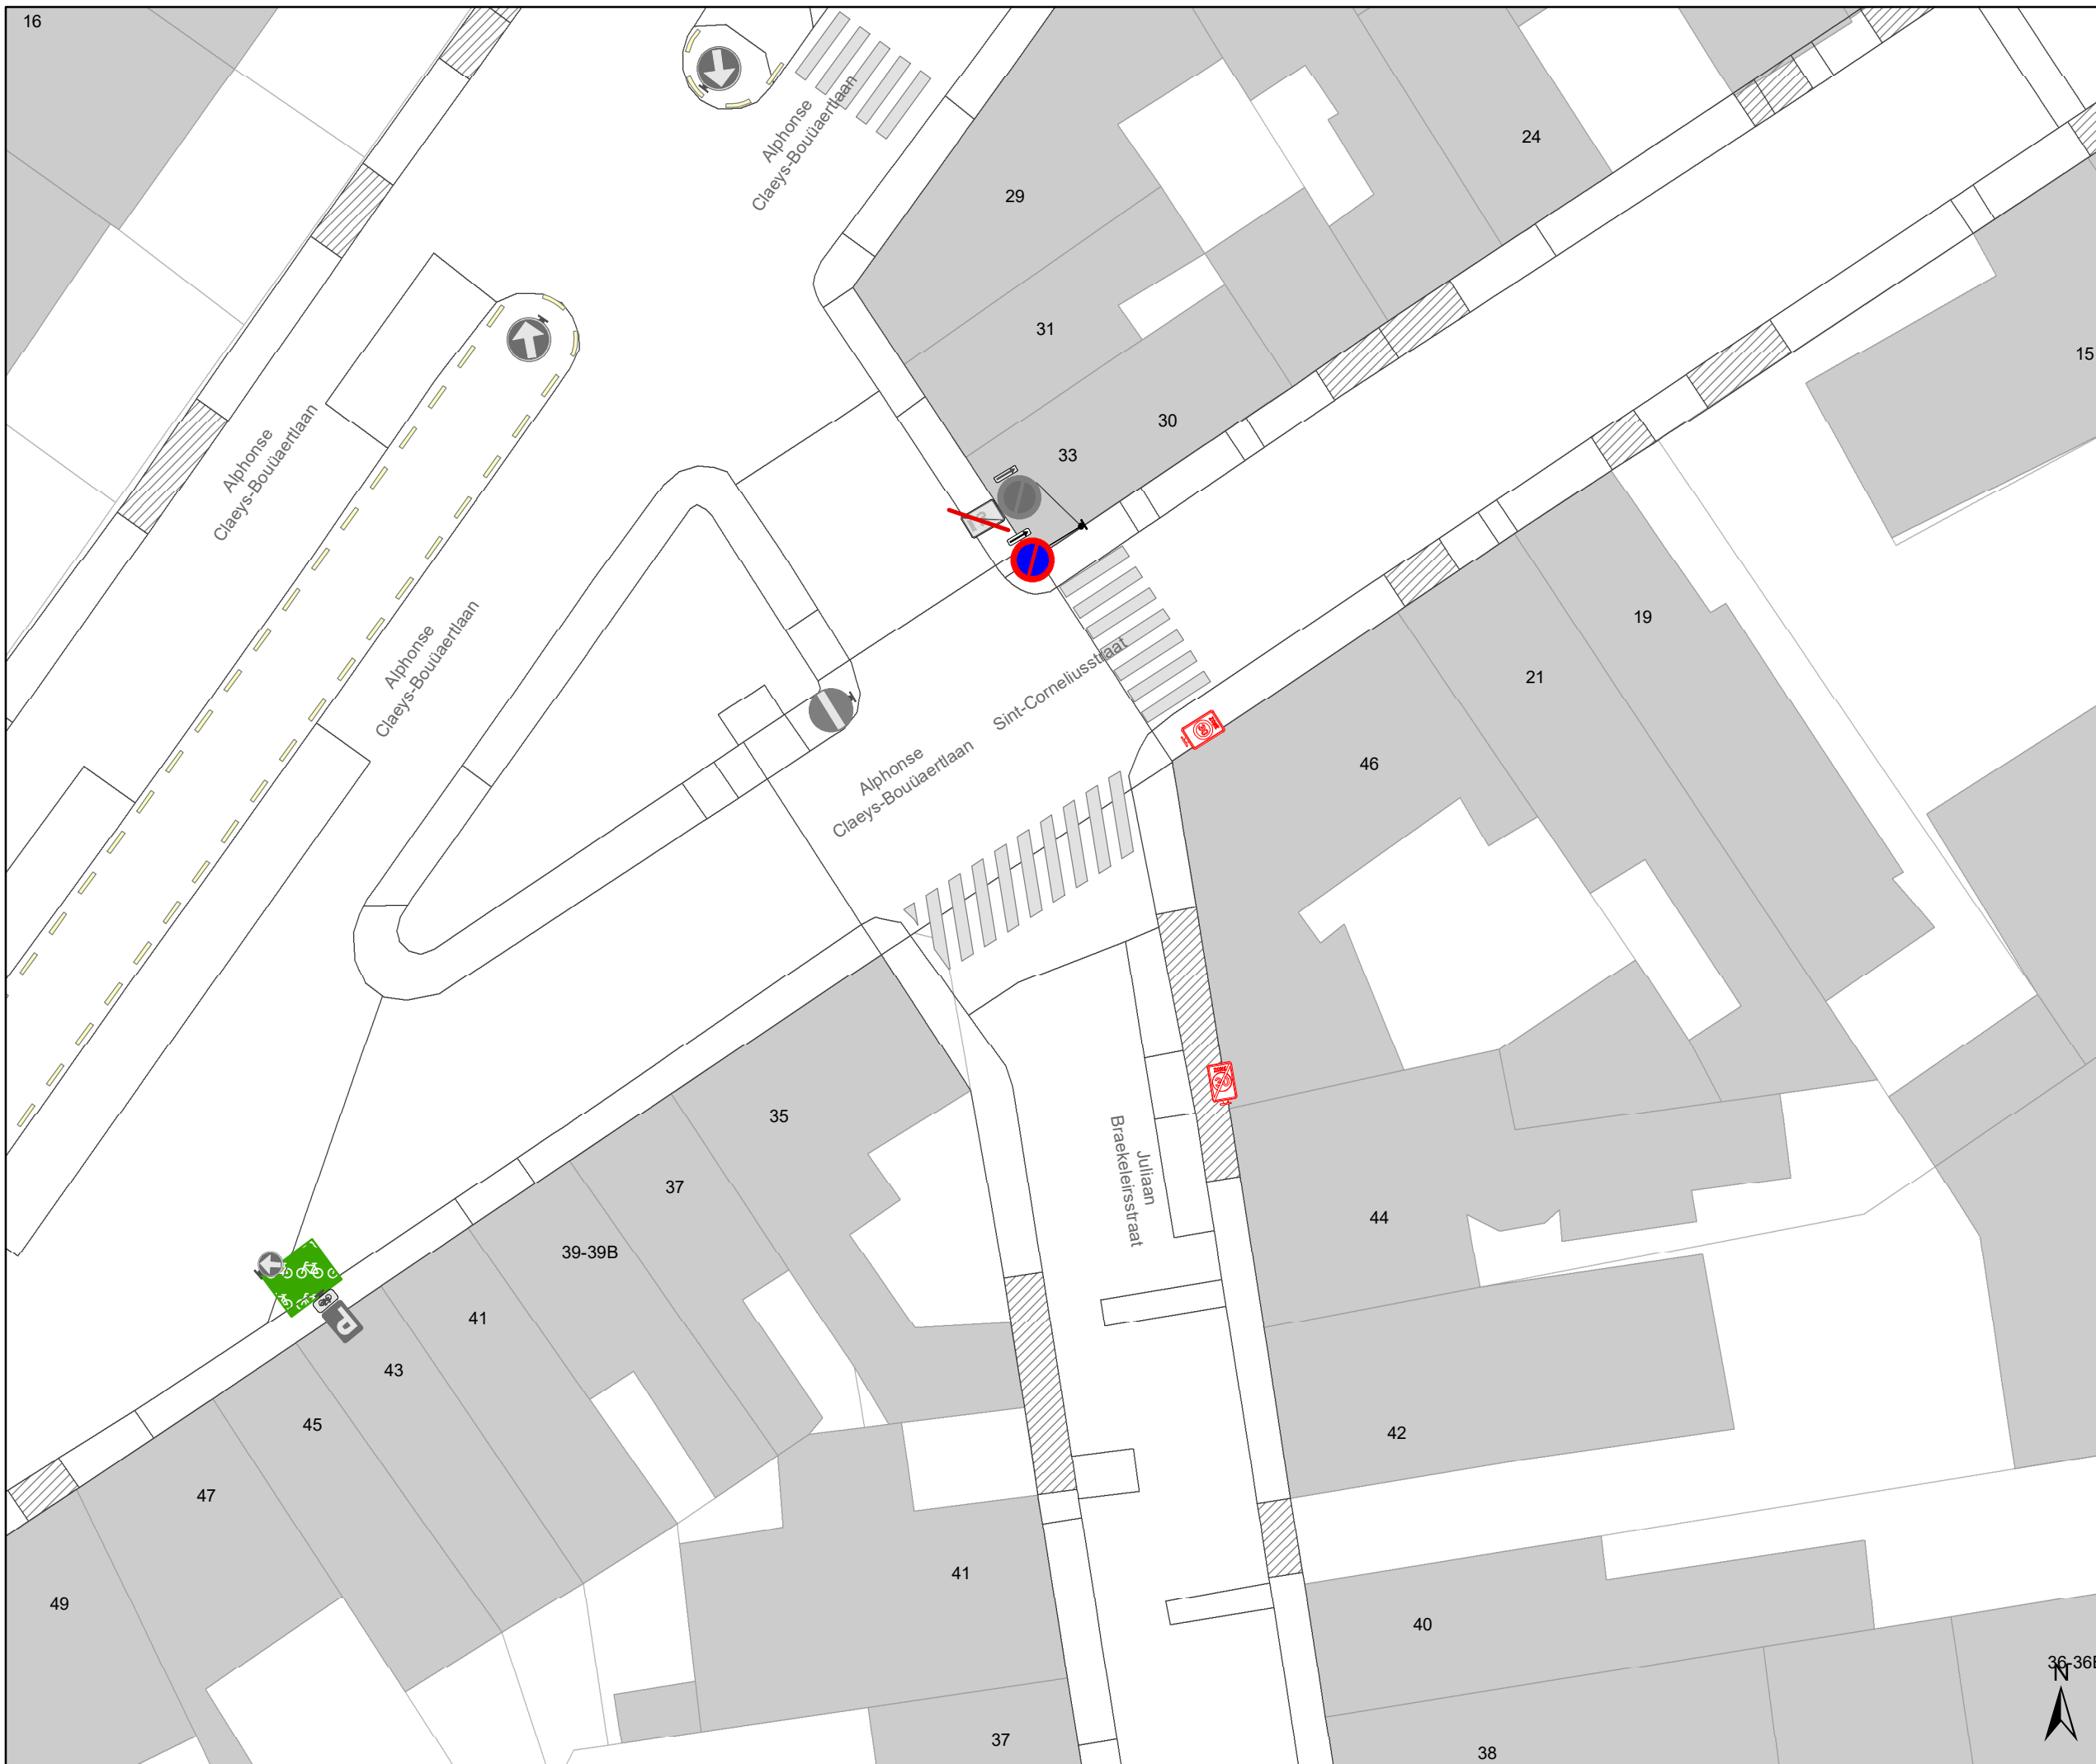 16
Alphonse
Claeys-Bouüaertlaan
24
29
31
15
30
33
Alphonse
Claeys-Bouüaertlaan
Alphonse
Claeys-Bouüaertlaan
19
21
Sint-Corneliusstraat
Alphonse
Claeys-Bouüaertlaan
46
35
37
Juliaan
Braekeleirsstraat
44
39-39B
P
41
43
45
42
47
41
49
40
36-36B
N
37
38